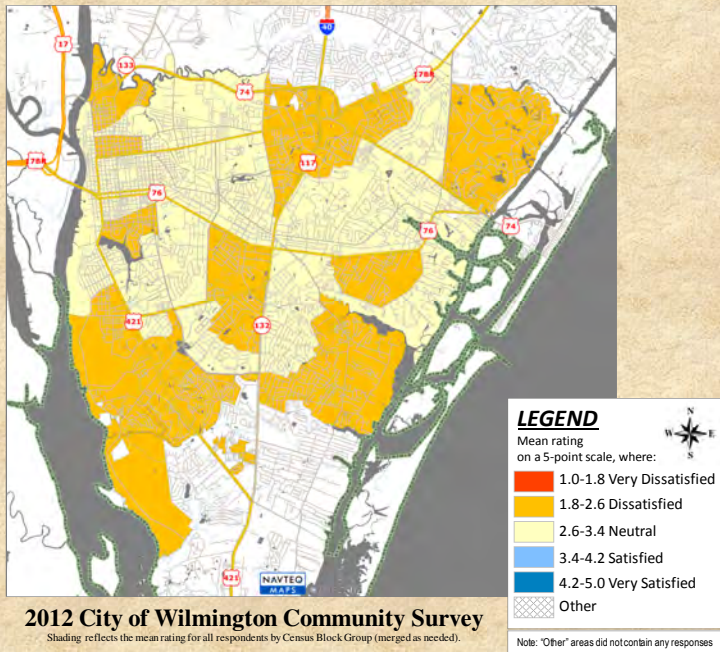 40
17
133
74
17BR
17BR
117
76
76
74
421
132
421
NAVTEQ
MAPS
LEGEND
N
W E
S
Mean rating
on a 5-point scale, where:
1.0-1.8 Very Dissatisfied
1.8-2.6 Dissatisfied
2.6-3.4 Neutral
3.4-4.2 Satisfied
4.2-5.0 Very Satisfied
Other
2012 City of Wilmington Community Survey
Shading reflects the mean rating for all respondents by Census Block Group (merged as needed).
Note: "Other" areas did not contain any responses